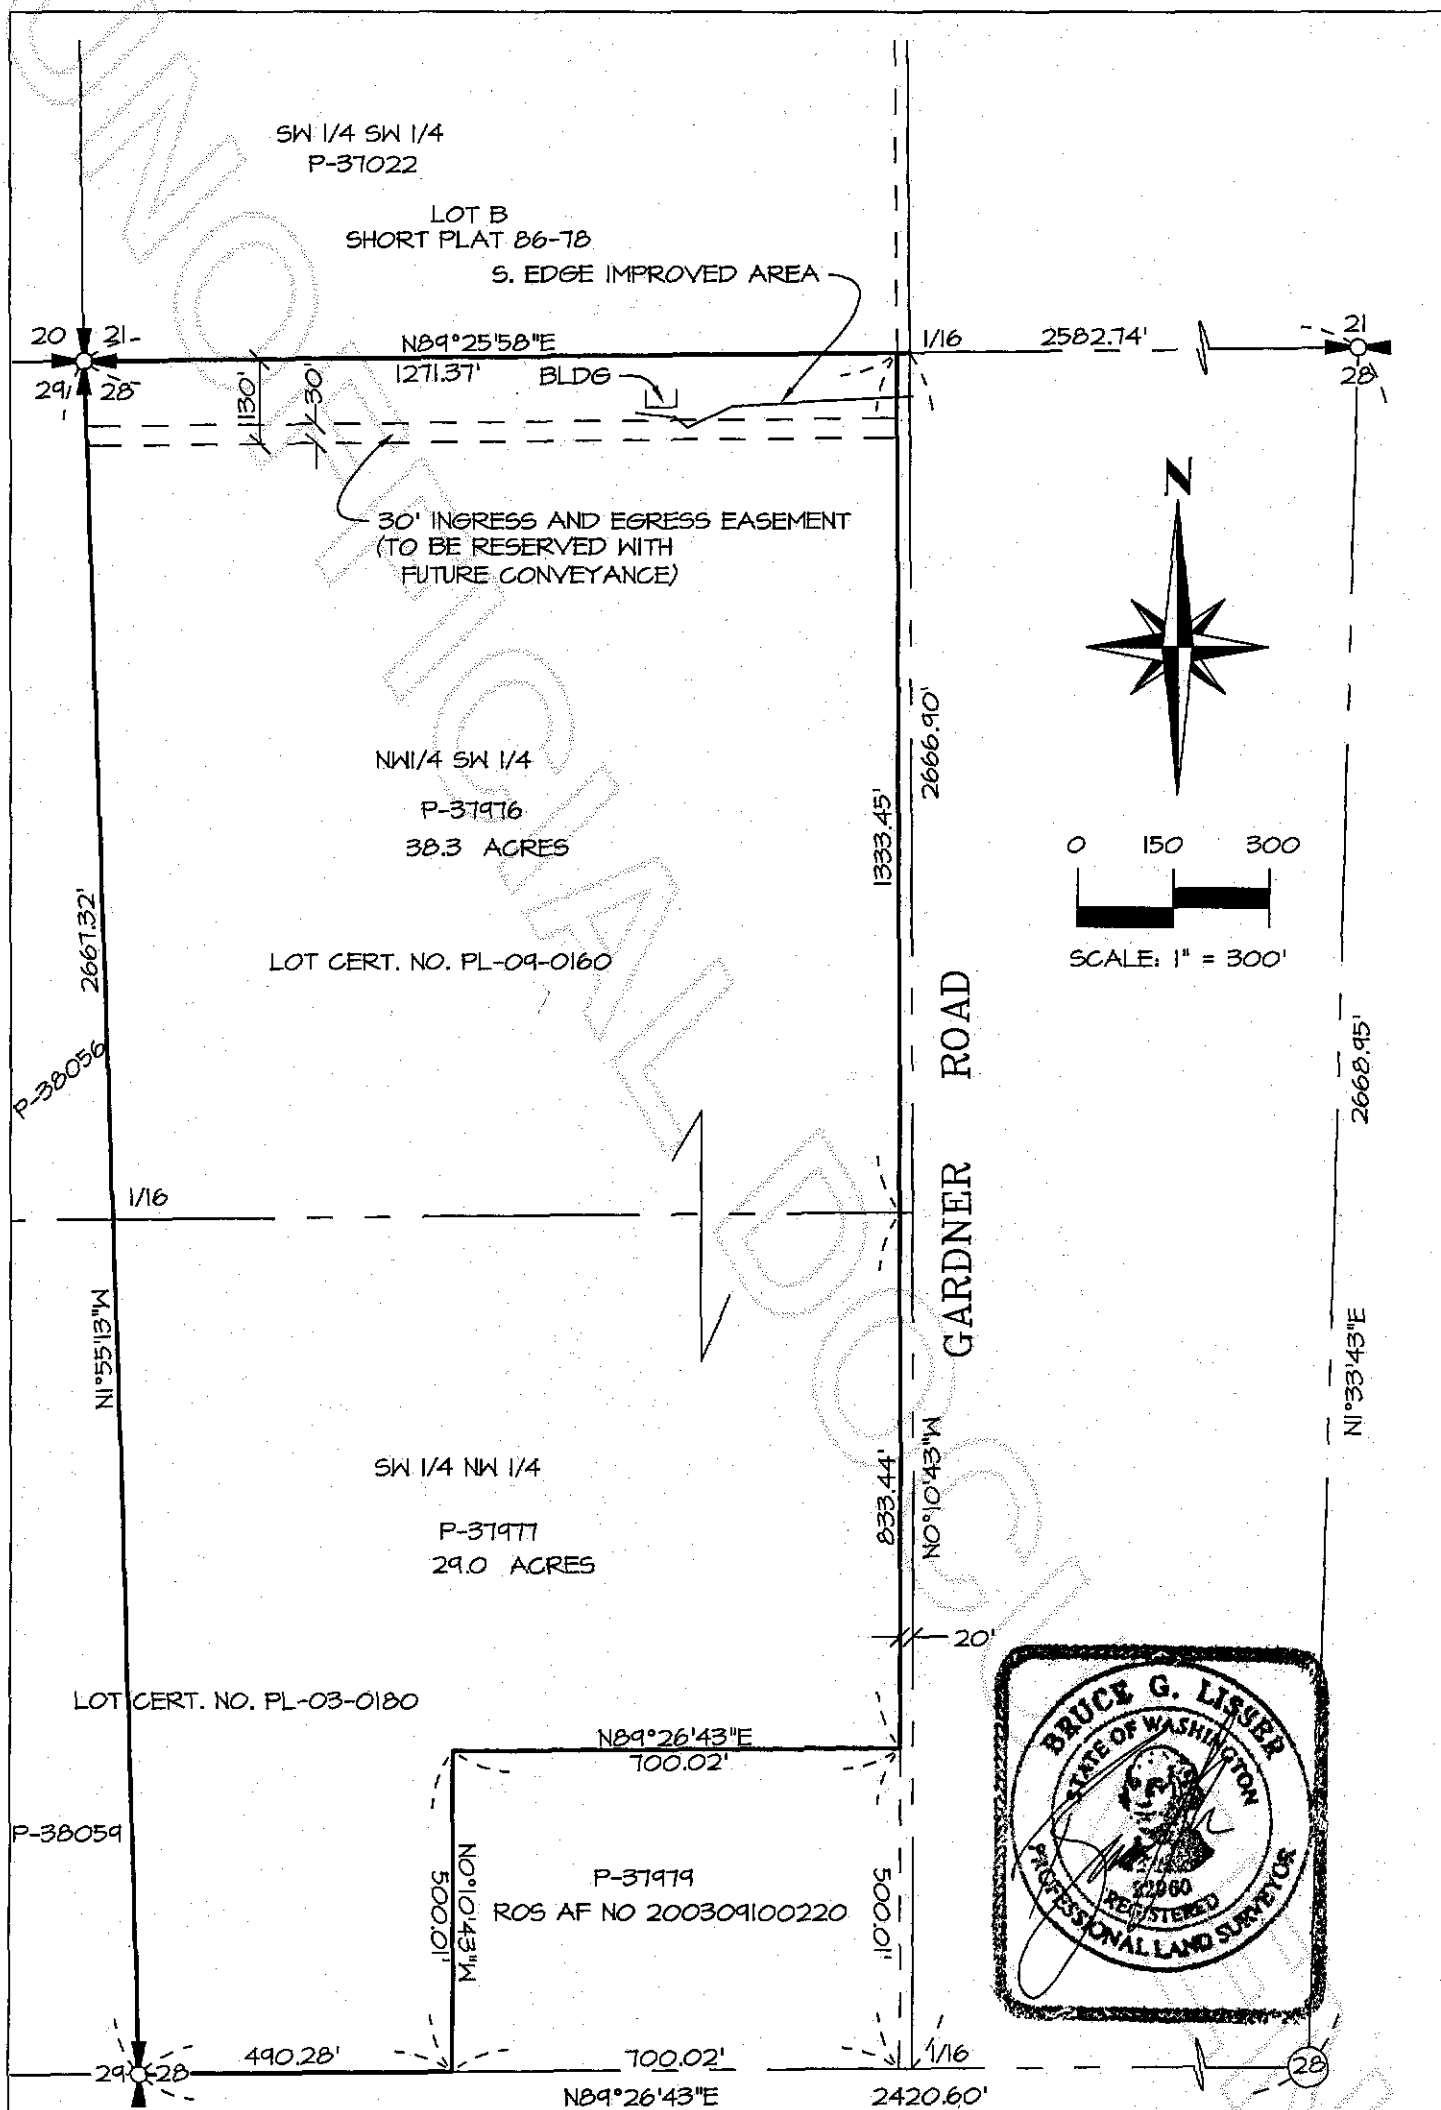 SW 1/4 SW 1/4
P-37022
LOT B
SHORT PLAT 86-78
S. EDGE IMPROVED AREA
20 21
29 28
N89°25'58"E
1271.37'
1/16
2582.74'
21
28
BLDG
130'
30'
30' INGRESS AND EGRESS EASEMENT
(TO BE RESERVED WITH
FUTURE CONVEYANCE)
N
NW1/4 SW 1/4
P-37976
38.3 ACRES
2666.90'
1333.45'
0 150 300
SCALE: 1" = 300'
2667.32'
LOT CERT. NO. PL-09-0160
GARDNER ROAD
P-38056
2668.95'
1/16
N1°55'13"W
N1°33'43"E
SW 1/4 NW 1/4
P-37977
29.0 ACRES
833.44'
N0°10'43"W
20'
LOT CERT. NO. PL-03-0180
N89°26'43"E
700.02'
P-38059
N0°10'43"W
500.01'
P-37979
ROS AF NO 200309100220
500.01'
BRUCE G. LISSER
STATE OF WASHINGTON
22960
REGISTERED
PROFESSIONAL LAND SURVEYOR
29 28
490.28'
700.02'
1/16
28
N89°26'43"E
2420.60'
UNOFFICIAL DOCUMENT